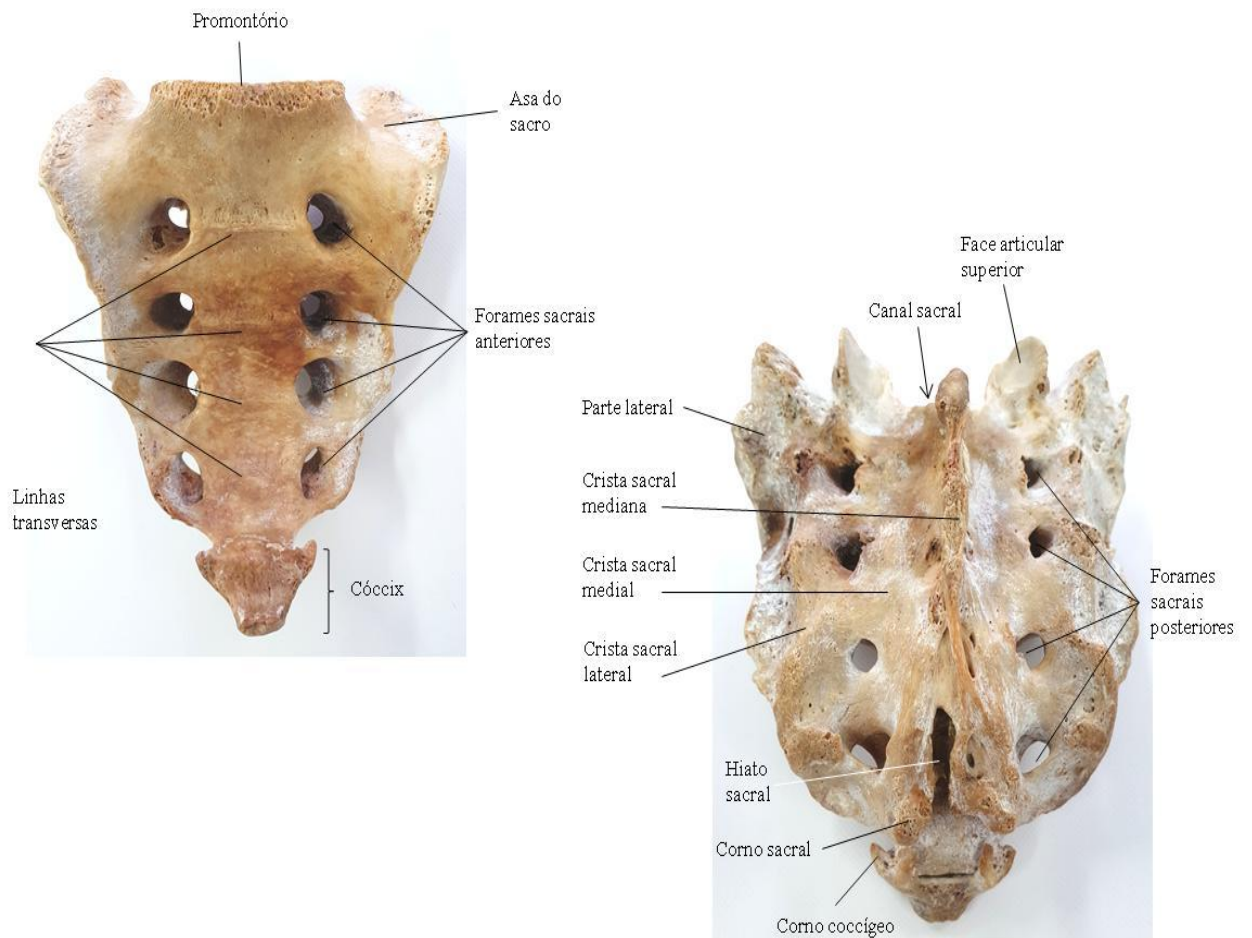 Promontório
Asa do
sacro
Forames sacrais
anteriores
Linhas
transversas
Cóccix
Face articular
superior
Canal sacral
Parte lateral
Crista sacral
mediana
Crista sacral
medial
Crista sacral
lateral
Forames
sacrais
posteriores
Hiato
sacral
Corno sacral
Corno coccígeo